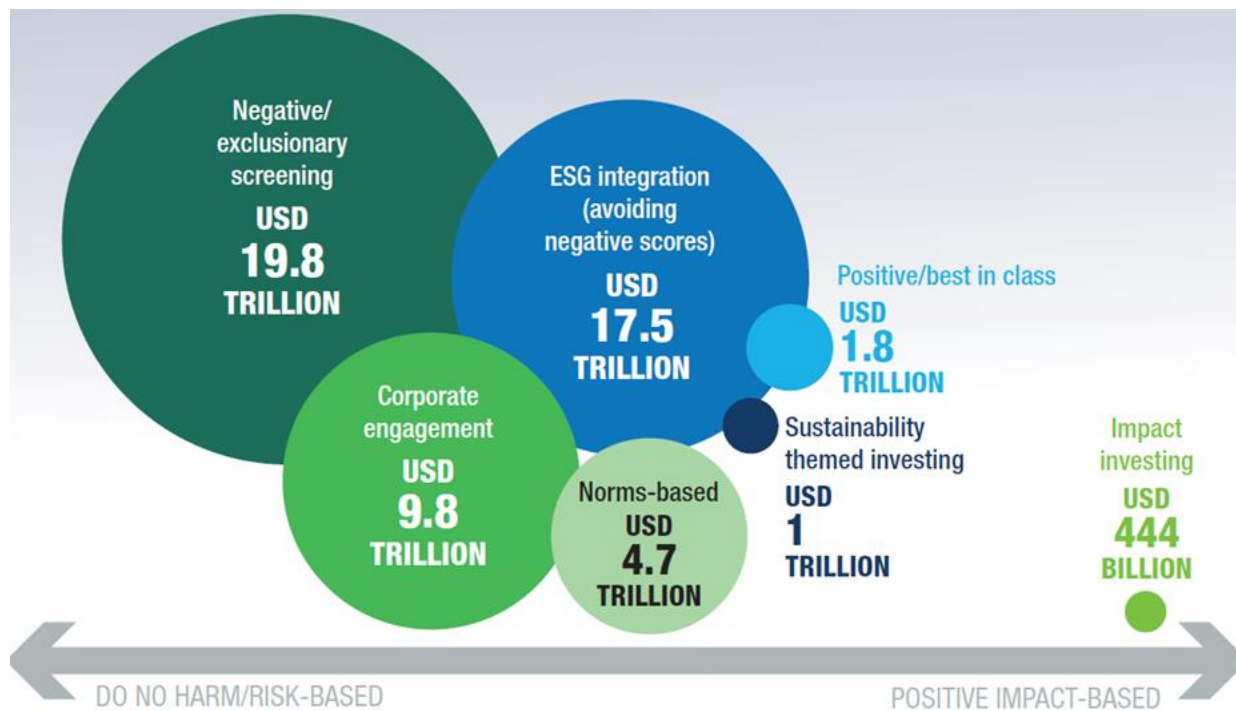 Negative/
exclusionary
screening
USD
19.8
TRILLION
ESG integration
(avoiding
negative scores)
USD
17.5
TRILLION
Positive/best in class
USD
1.8
TRILLION
Corporate
engagement
USD
9.8
TRILLION
Norms-based
USD
4.7
TRILLION
Sustainability
themed investing
USD
1
TRILLION
Impact
investing
USD
444
BILLION
DO NO HARM/RISK-BASED
POSITIVE IMPACT-BASED